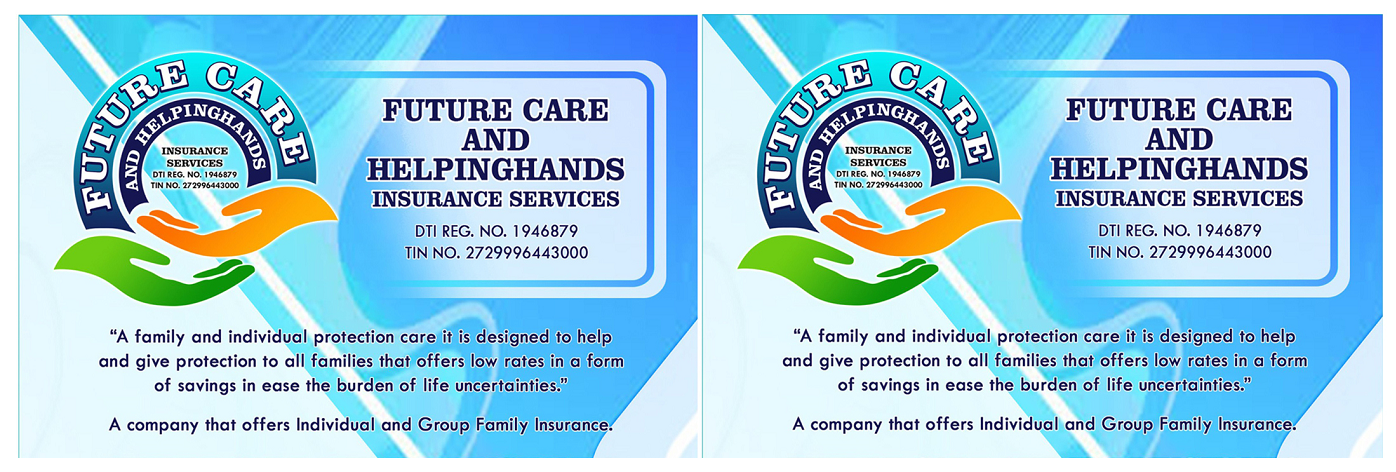 FUTURE CARE
AND HELPINGHANDS
INSURANCE
SERVICES
DTI REG. NO. 1946879
TIN NO. 272996443000
FUTURE CARE
AND
HELPINGHANDS
INSURANCE SERVICES
DTI REG. NO. 1946879
TIN NO. 2729996443000
“A family and individual protection care it is designed to help
and give protection to all families that offers low rates in a form
of savings in ease the burden of life uncertainties.”
A company that offers Individual and Group Family Insurance.
FUTURE CARE
AND HELPINGHANDS
INSURANCE
SERVICES
DTI REG. NO. 1946879
TIN NO. 272996443000
FUTURE CARE
AND
HELPINGHANDS
INSURANCE SERVICES
DTI REG. NO. 1946879
TIN NO. 2729996443000
“A family and individual protection care it is designed to help
and give protection to all families that offers low rates in a form
of savings in ease the burden of life uncertainties.”
A company that offers Individual and Group Family Insurance.